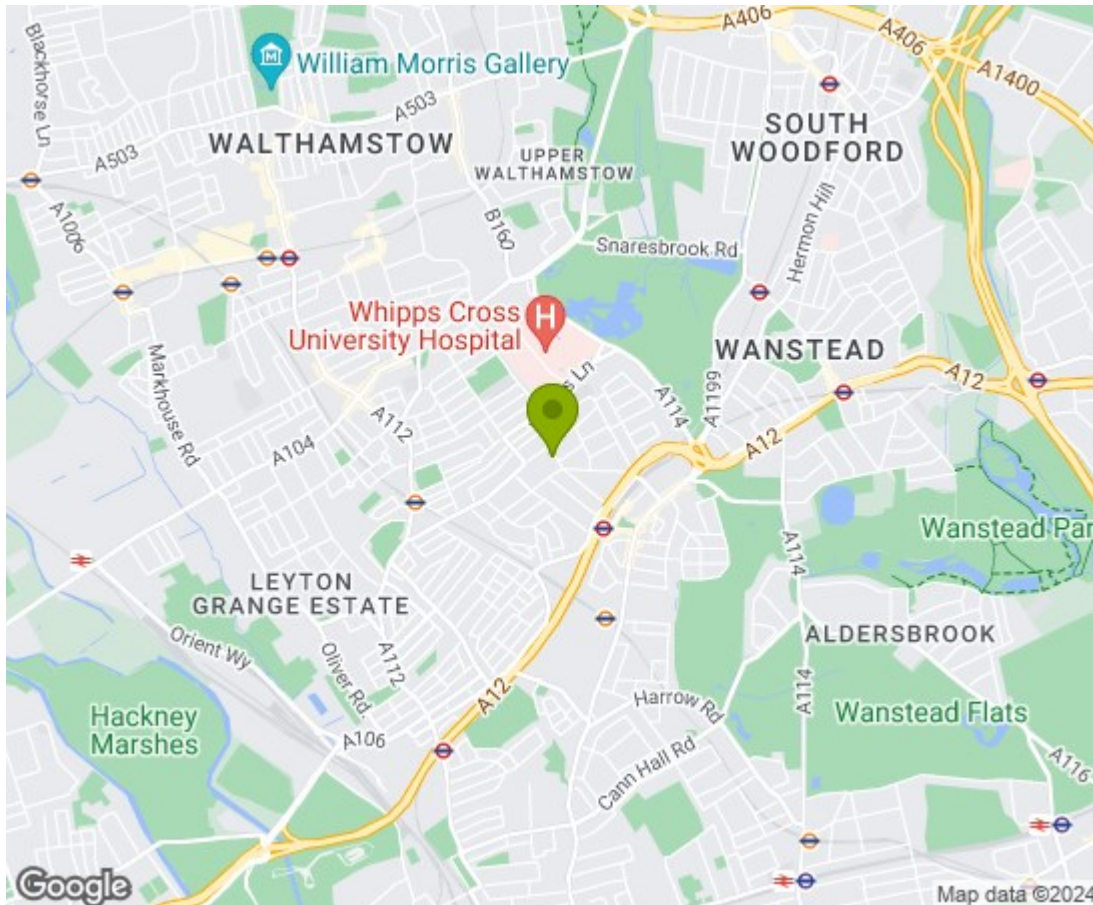 A406
A406
Blackhorse Ln
William Morris Gallery
A1400
A503
SOUTH
WOODFORD
WALTHAMSTOW
A503
UPPER
WALTHAMSTOW
Hermon Hill
A1006
B160
Snaresbrook Rd
Whipps Cross
University Hospital
H
WANSTEAD
A12
Markhouse Rd
A112
A114
A1199
A104
A12
Wanstead Par
A114
LEYTON
GRANGE ESTATE
ALDERSBROOK
Orient Wy
Oliver Rd.
A112
A12
A114
Harrow Rd
Wanstead Flats
Hackney
Marshes
A106
Cann Hall Rd
A116
Google
Map data ©2024